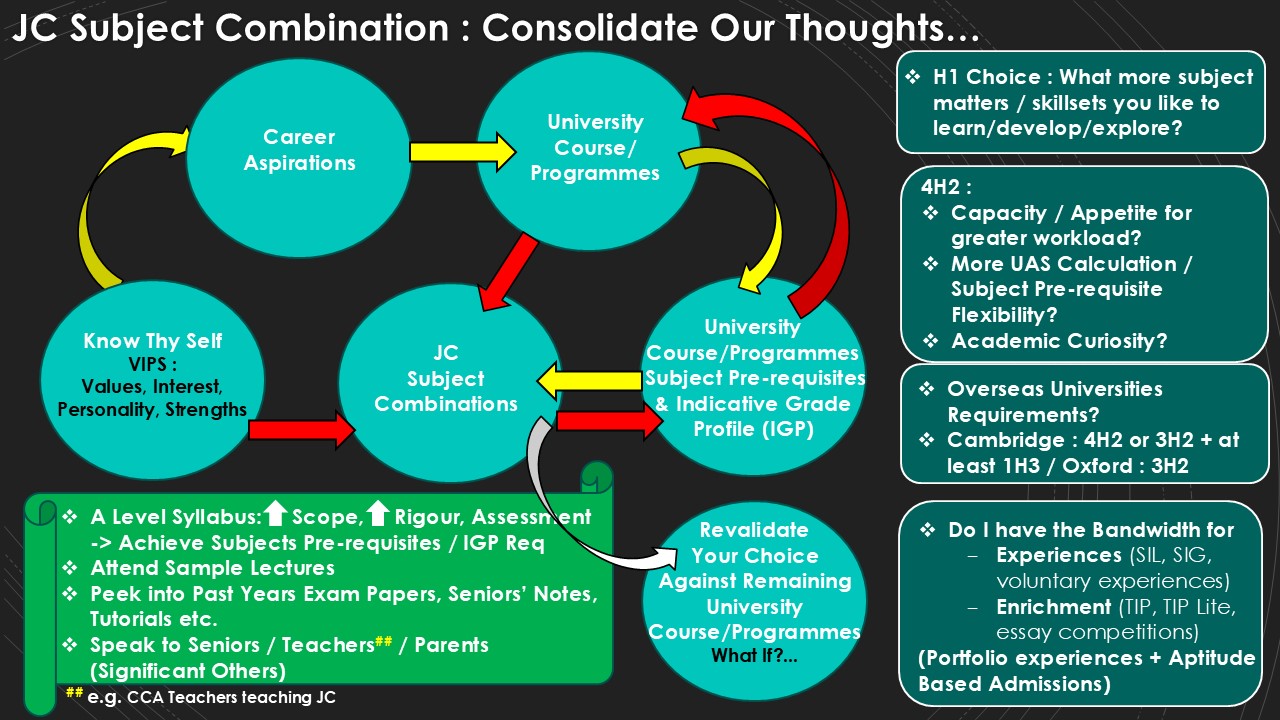 JC Subject Combination : Consolidate Our Thoughts…
Career
Aspirations
University
Course/
Programmes
Know Thy Self
VIPS :
Values, Interest,
Personality, Strengths
JC
Subject
Combinations
University
Course/Programmes
Subject Pre-requisites
& Indicative Grade
Profile (IGP)
❖ A Level Syllabus: Scope, Rigour, Assessment
-> Achieve Subjects Pre-requisites / IGP Req
❖ Attend Sample Lectures
❖ Peek into Past Years Exam Papers, Seniors’ Notes,
Tutorials etc.
❖ Speak to Seniors / Teachers## / Parents
(Significant Others)
## e.g. CCA Teachers teaching JC
Revalidate
Your Choice
Against Remaining
University
Course/Programmes
What If?...
❖ H1 Choice : What more subject
matters / skillsets you like to
learn/develop/explore?
4H2 :
❖ Capacity / Appetite for
greater workload?
❖ More UAS Calculation /
Subject Pre-requisite
Flexibility?
❖ Academic Curiosity?
❖ Overseas Universities
Requirements?
❖ Cambridge : 4H2 or 3H2 + at
least 1H3 / Oxford : 3H2
❖ Do I have the Bandwidth for
– Experiences (SIL, SIG,
voluntary experiences)
– Enrichment (TIP, TIP Lite,
essay competitions)
(Portfolio experiences + Aptitude
Based Admissions)